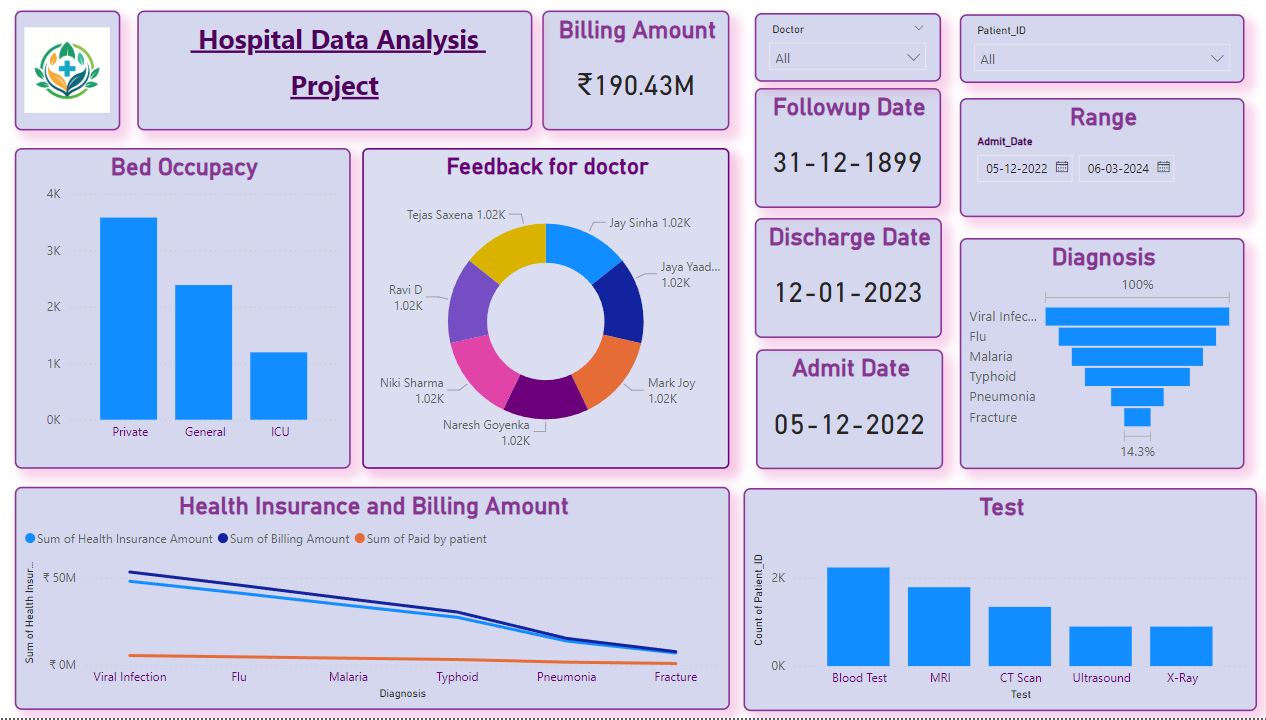 Hospital Data Analysis
Project
Billing Amount
₹190.43M
Doctor
All
Patient_ID
All
Followup Date
31-12-1899
Range
Admit_Date
05-12-2022
06-03-2024
Bed Occupacy
4K
3K
2K
1K
0K
Private
General
ICU
Feedback for doctor
Tejas Saxena 1.02K
Jay Sinha 1.02K
Jaya Yaad...
1.02K
Ravi D
1.02K
Niki Sharma
1.02K
Mark Joy
1.02K
Naresh Goyenka
1.02K
Discharge Date
12-01-2023
Admit Date
05-12-2022
Diagnosis
100%
Viral Infec...
Flu
Malaria
Typhoid
Pneumonia
Fracture
14.3%
Health Insurance and Billing Amount
Sum of Health Insurance Amount
Sum of Billing Amount
Sum of Paid by patient
Sum of Health Insur...
₹ 50M
₹ 0M
Viral Infection
Flu
Malaria
Typhoid
Pneumonia
Fracture
Diagnosis
Test
Count of Patient_ID
2K
0K
Blood Test
MRI
CT Scan
Ultrasound
X-Ray
Test